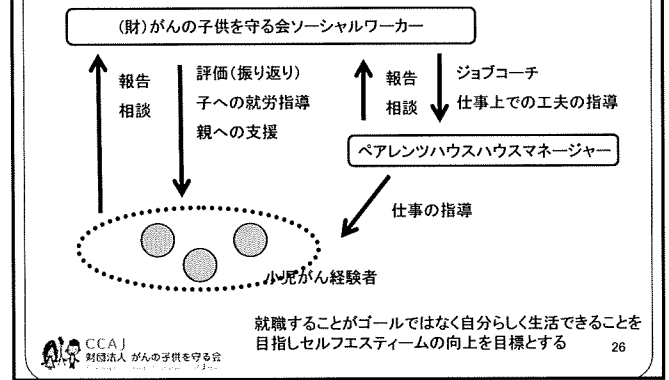 (財)がんの子供を守る会ソーシャルワーカー
報告
相談
評価(振り返り)
子への就労指導
親への支援
報告
相談
ジョブコーチ
仕事上での工夫の指導
ペアレンツハウスハウスマネージャー
仕事の指導
小児がん経験者
就職することがゴールではなく自分らしく生活できることを
目指しセルフエスティームの向上を目標とする
CCAJ
財団法人 がんの子供を守る会
26